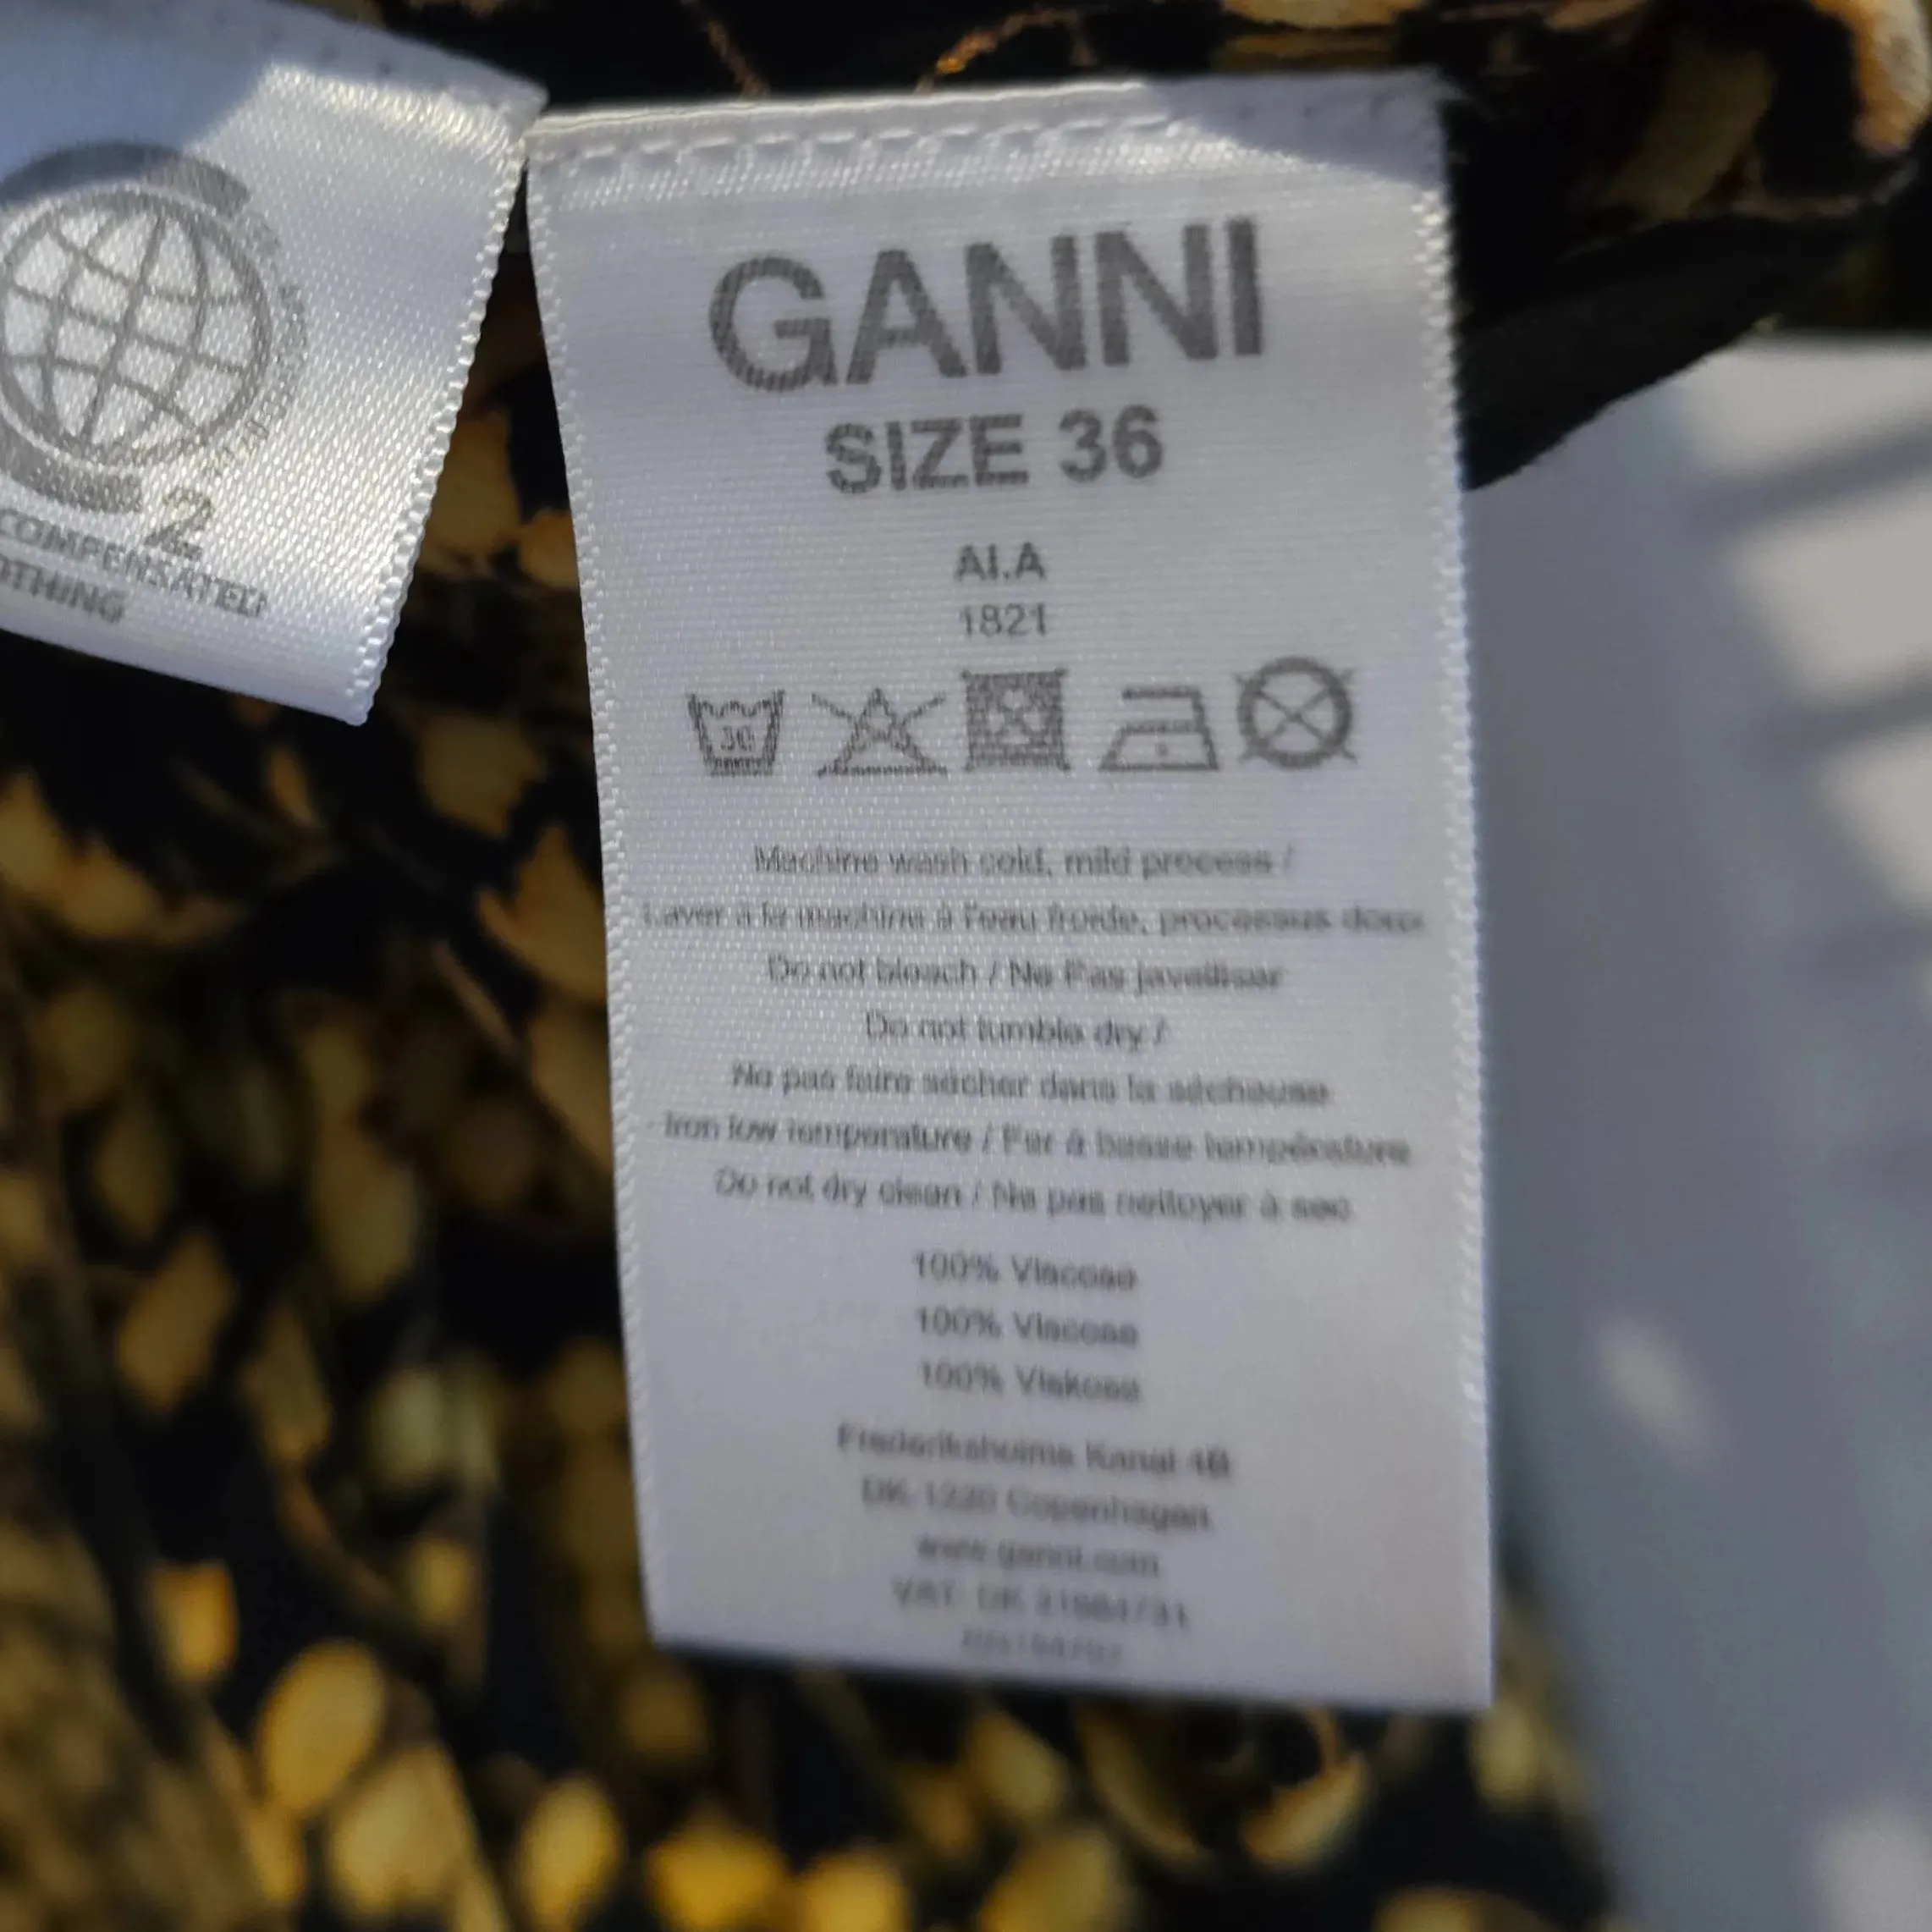 2
COMPENSATED
OTHING
GANNI
SIZE 36
AI.A
1821
30
Machine wash cold, mild process /
Laver à la machine à l'eau froide, processus doux
Do not bleach / Ne Pas javelliser
Do not tumble dry /
Ne pas faire sécher dans la sécheuse
Iron low temperature / Fer à basse température
Do not dry clean / Ne pas nettoyer à sec
100% Viscose
100% Viscose
100% Viskose
Frederiksholms Kanal 4B
DK-1220 Copenhagen
www.ganni.com
VAT: DK